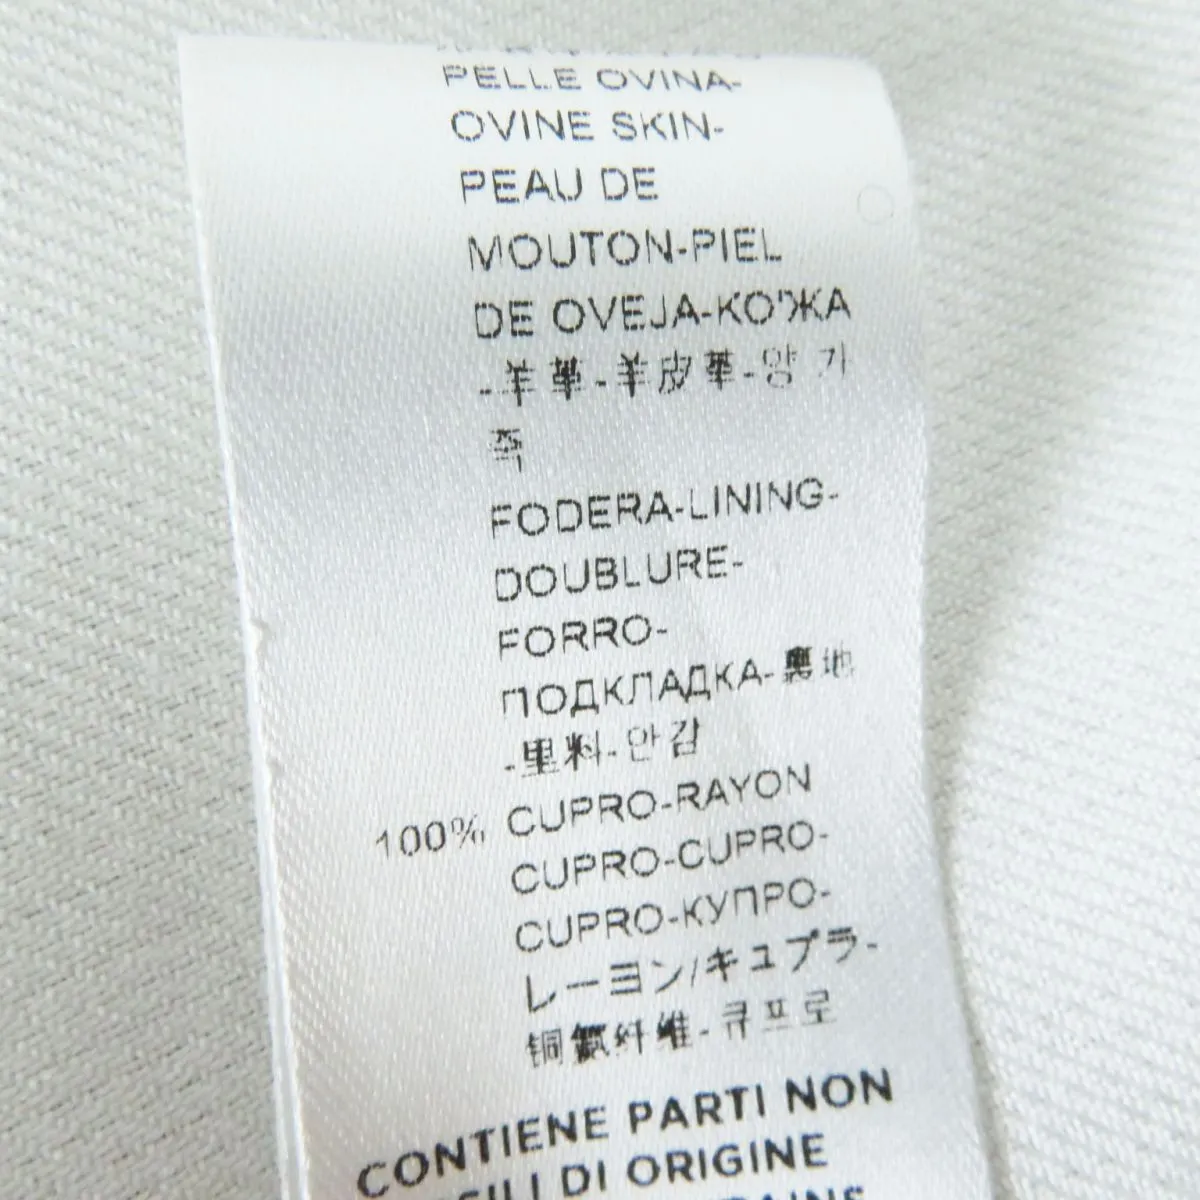 PELLE OVINA-
OVINE SKIN-
PEAU DE
MOUTON-PIEL
DE OVEJA-КОЖА
-羊革-羊皮革-양 가
죽
FODERA-LINING-
DOUBLURE-
FORRO-
ПОДКЛАДКА-裏地
-里料-안감
100% CUPRO-RAYON
CUPRO-CUPRO-
CUPRO-КУПРО-
レーヨン/キュプラ-
铜氨纤维-큐프로
CONTIENE PARTI NON
DI ORIGINE